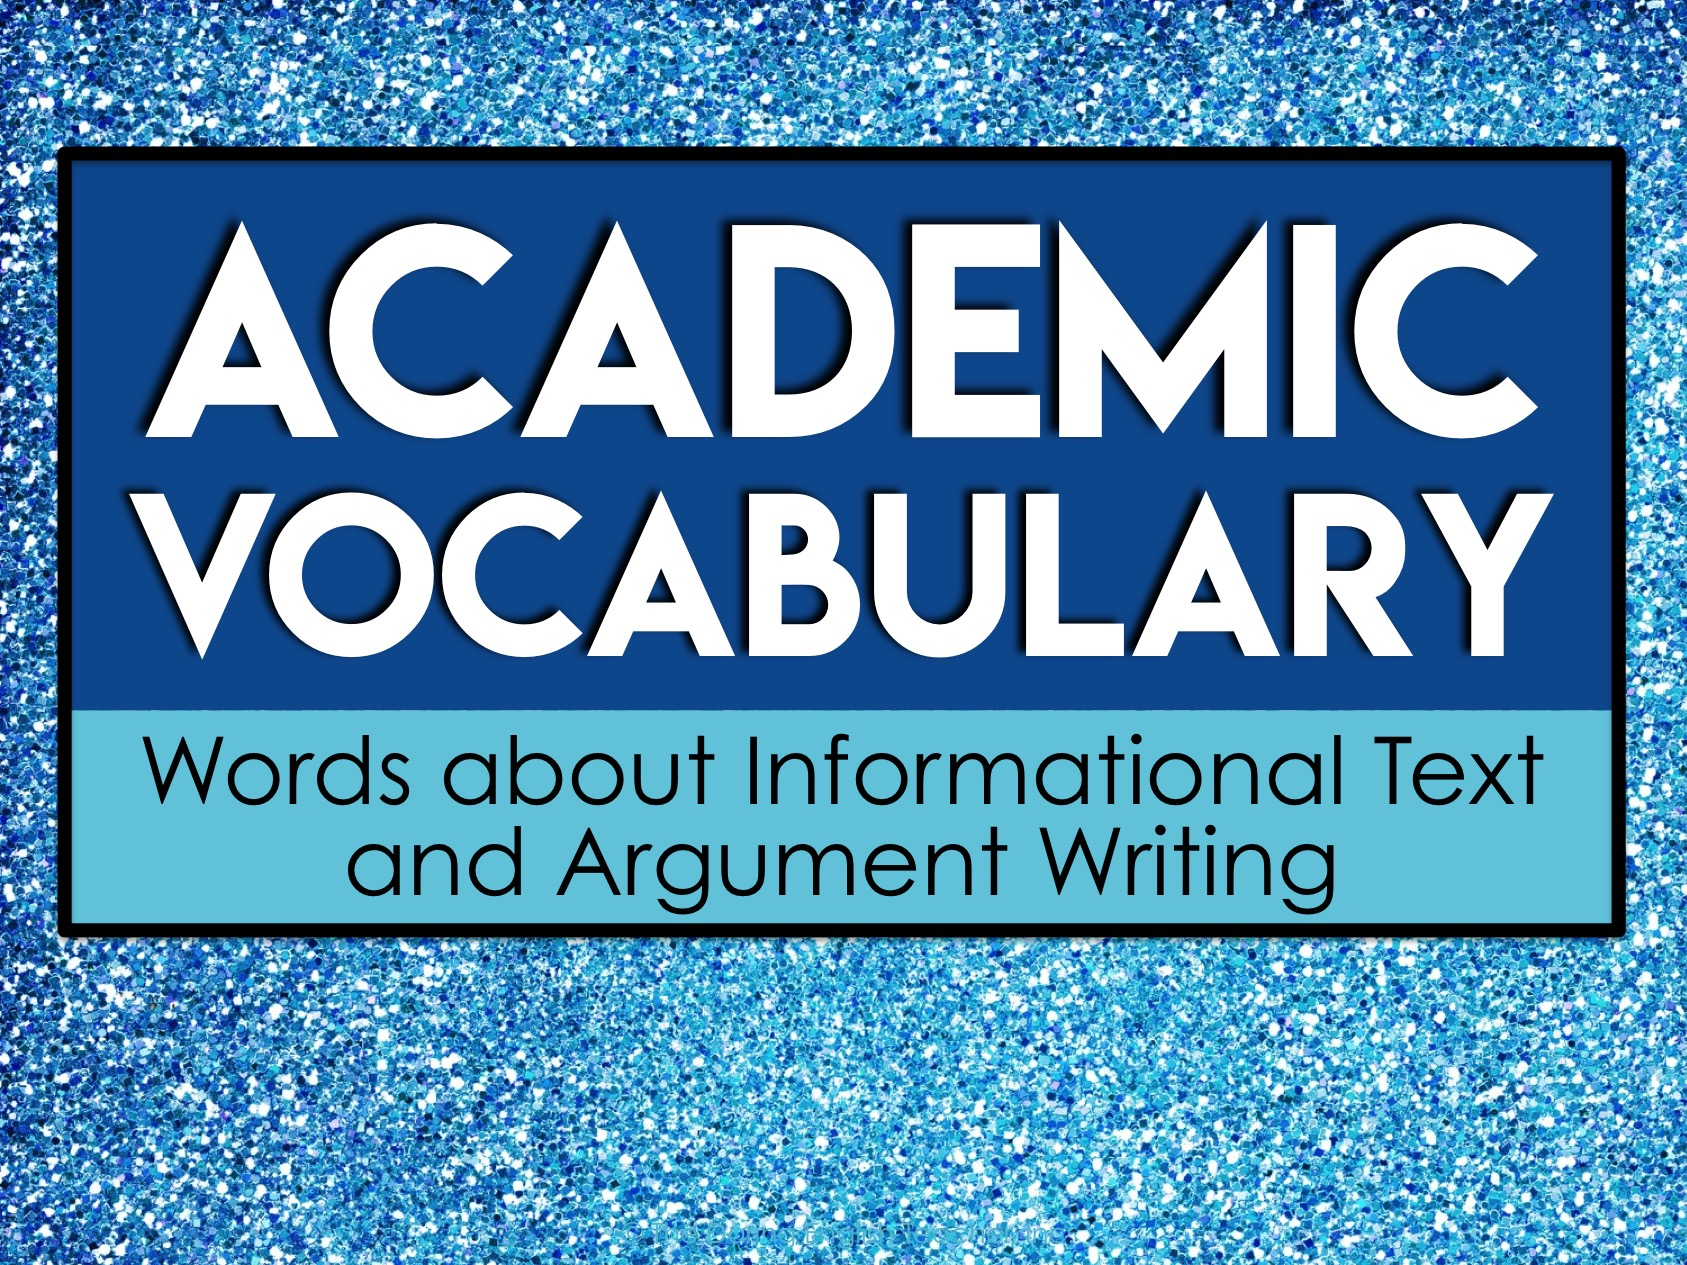 ACADEMIC
VOCABULARY
Words about Informational Text
and Argument Writing